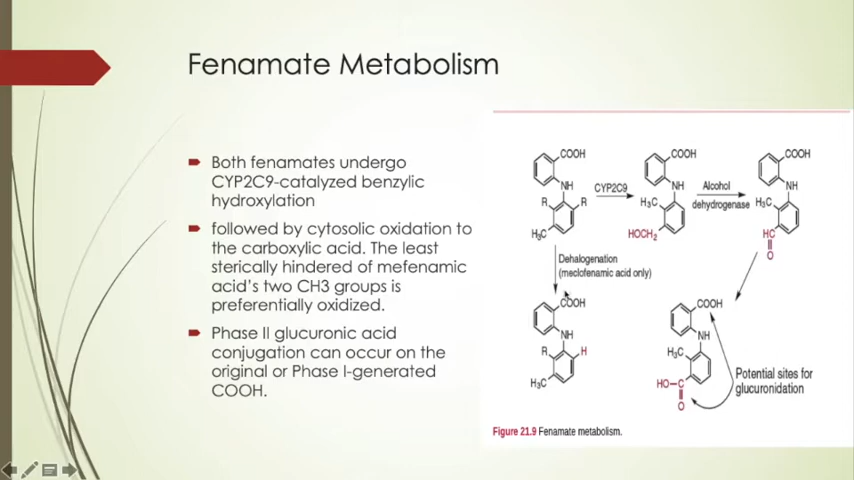 Fenamate Metabolism
Both fenamates undergo
CYP2C9-catalyzed benzylic
hydroxylation
followed by cytosolic oxidation to
the carboxylic acid. The least
sterically hindered of mefenamic
acid's two CH3 groups is
preferentially oxidized.
Phase II glucuronic acid
conjugation can occur on the
original or Phase I-generated
COOH.
COOH
NH
R
R
H₃C
CYP2C9
COOH
NH
H₃C
HOCH₂
Alcohol
dehydrogenase
COOH
NH
H₃C
HC
O
Dehalogenation
(meclofenamic acid only)
COOH
NH
R
H
H₃C
COOH
NH
H₃C
HO-C
O
Potential sites for
glucuronidation
Figure 21.9 Fenamate metabolism.